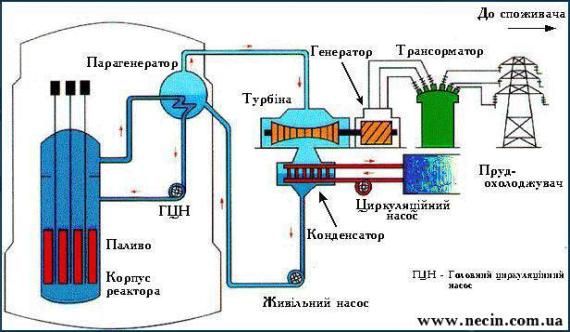 До споживача
Генератор
Трансорматор
Парагенератор
Турбіна
Пруд-
охолоджувач
ГЦН
Циркуляційний
насос
Конденсатор
Паливо
Корпус
реактора
Живільний насос
ГЦН - Головний циркуляційний
насос
www.necin.com.ua